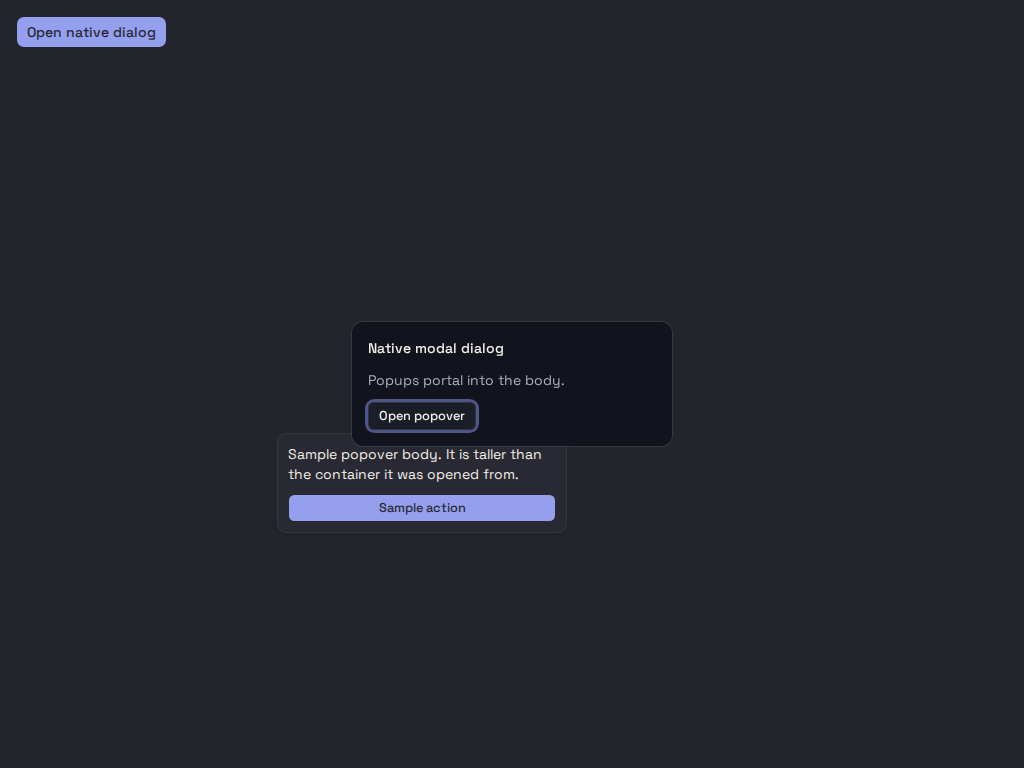 Open native dialog
Native modal dialog
Popups portal into the body.
Open popover
Sample popover body. It is taller than
the container it was opened from.
Sample action